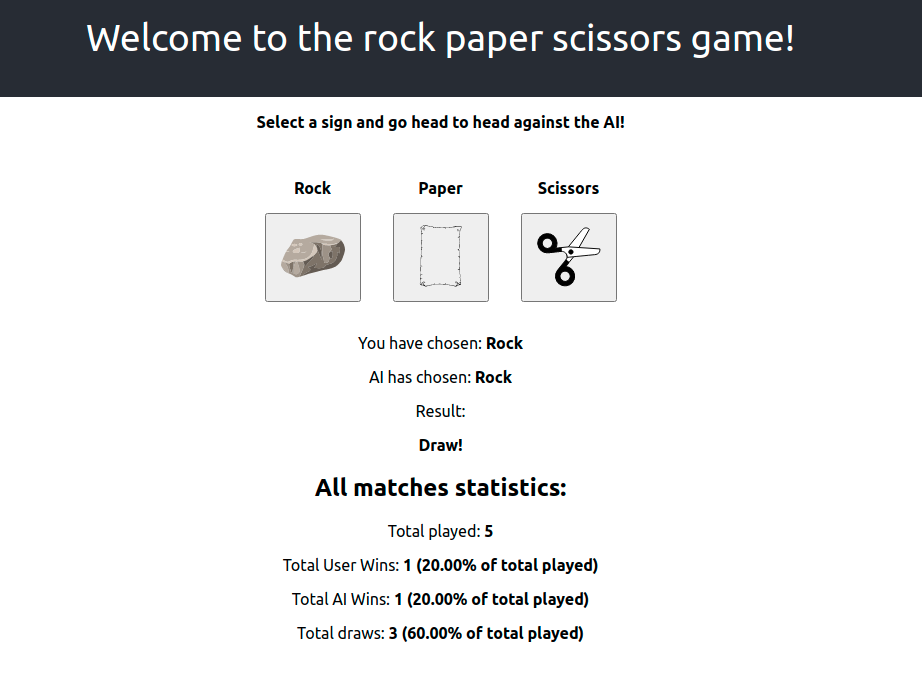 Welcome to the rock paper scissors game!
Select a sign and go head to head against the AI!
Rock Paper Scissors
You have chosen: Rock
AI has chosen: Rock
Result:
Draw!
All matches statistics:
Total played: 5
Total User Wins: 1 (20.00% of total played)
Total AI Wins: 1 (20.00% of total played)
Total draws: 3 (60.00% of total played)